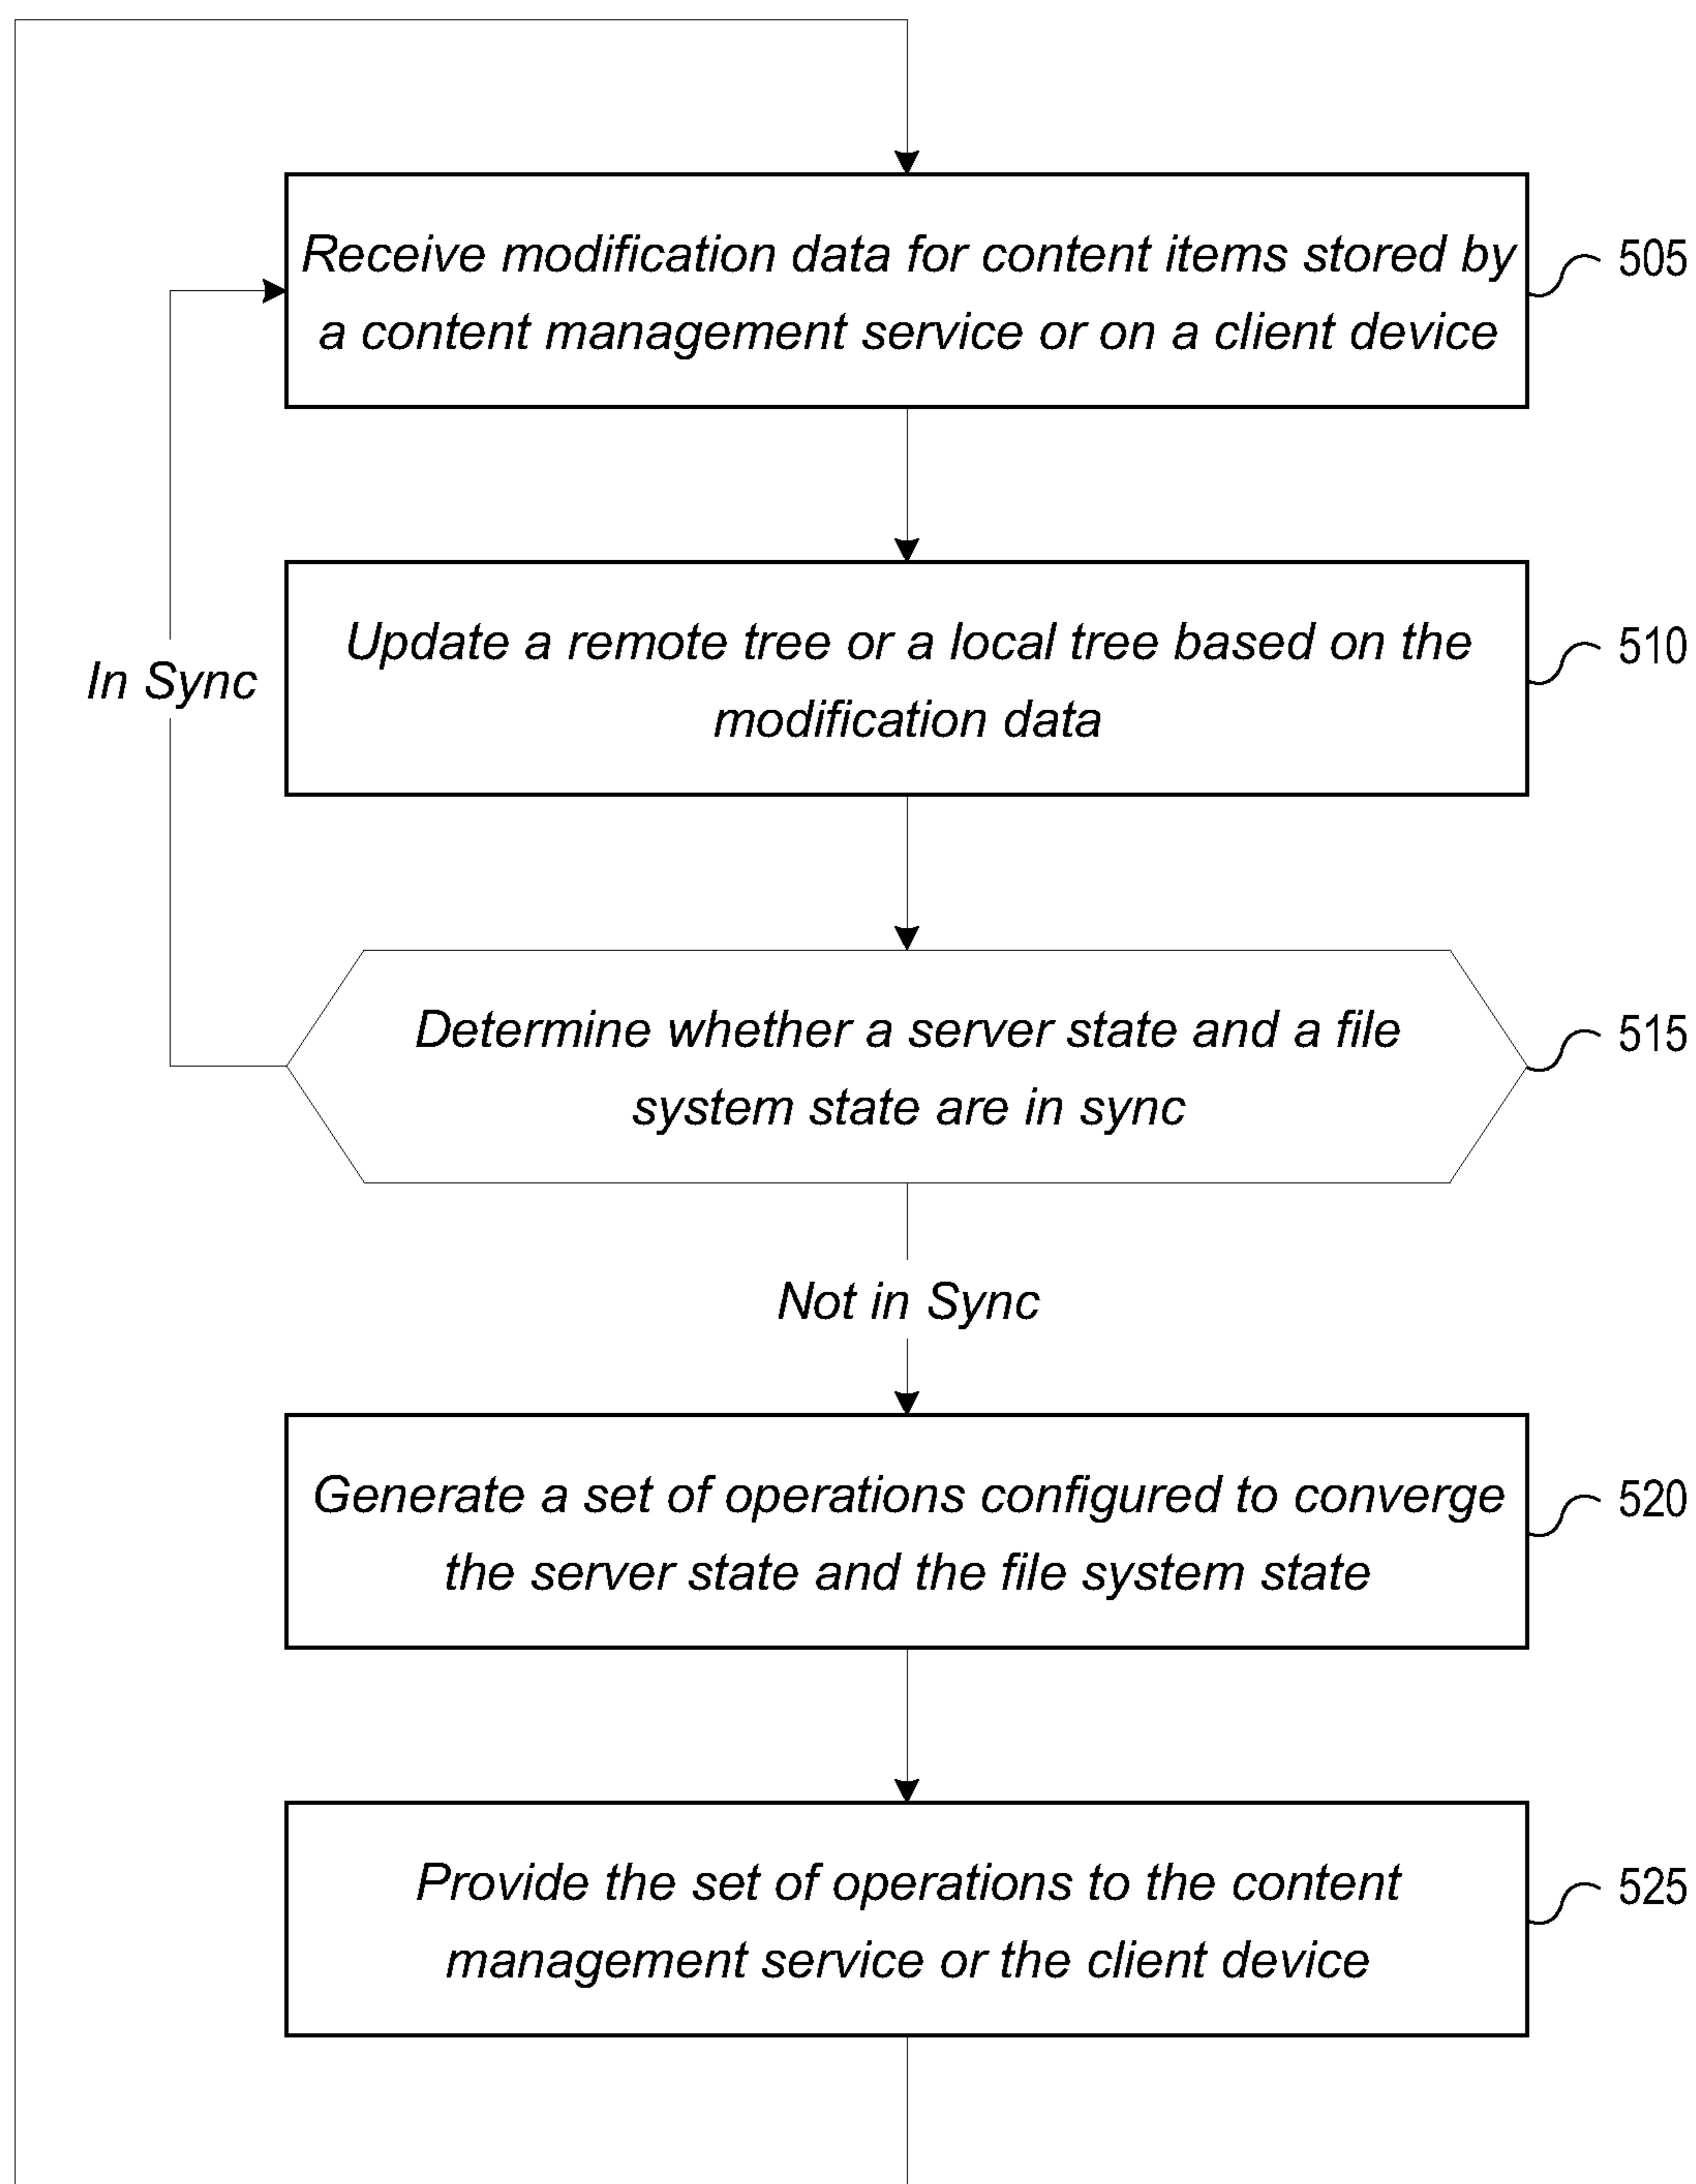 Receive modification data for content items stored by
a content management service or on a client device
505
Update a remote tree or a local tree based on the
modification data
510
In Sync
Determine whether a server state and a file
system state are in sync
515
Not in Sync
Generate a set of operations configured to converge
the server state and the file system state
520
Provide the set of operations to the content
management service or the client device
525